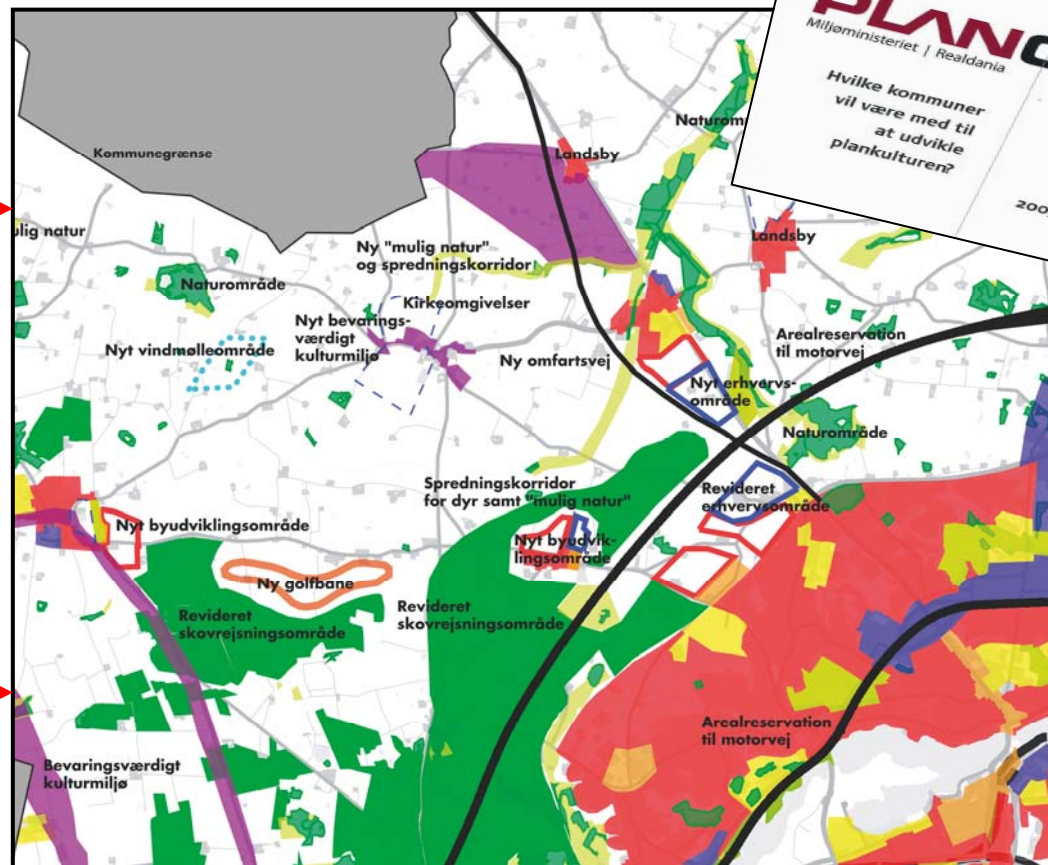 PLAN
Miljøministeriet | Realdania
Hvilke kommuner
vil være med til
at udvikle
plankulturen?
200
Kommunegrænse
Landsby
Naturom
ulig natur
Landsby
Ny "mulig natur"
og spredningskorridor
Naturområde
Kirkeomgivelser
Nyt bevarings-
værdigt
kulturmiljø
Nyt vindmølleområde
Ny omfartsvej
Arealreservation
til motorvej
Nyt erhvervs-
område
Naturområde
Spredningskorridor
for dyr samt "mulig natur"
Revideret
erhvervsområde
Nyt byudviklingsområde
Nyt byudvik-
lingsområde
Ny golfbane
Revideret
skovrejsningsområde
Revideret
skovrejsningsområde
Arealreservation
til motorvej
Bevaringsværdigt
kulturmiljø